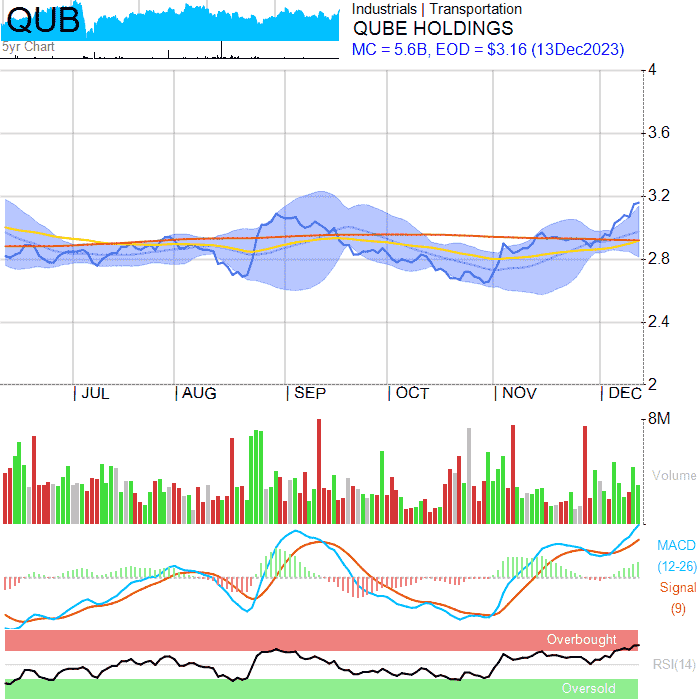 QUB
5yr Chart
Industrials | Transportation
QUBE HOLDINGS
MC = 5.6B, EOD = $3.16 (13Dec2023)
4
3.6
3.2
2.8
2.4
2
JUL
AUG
SEP
OCT
NOV
DEC
8M
Volume
MACD
(12-26)
Signal
(9)
Overbought
RSI(14)
Oversold